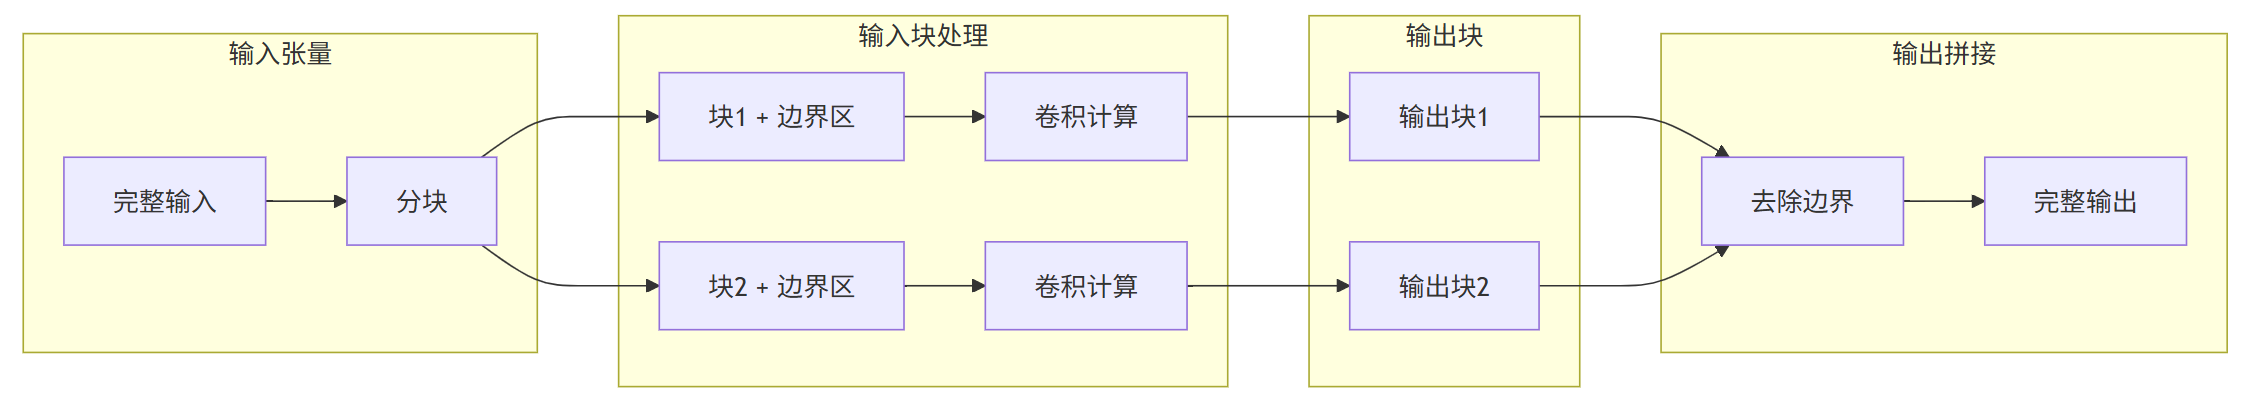 输入张量
完整输入
分块
输入块处理
块1 + 边界区
卷积计算
块2 + 边界区
卷积计算
输出块
输出块1
输出块2
输出拼接
去除边界
完整输出